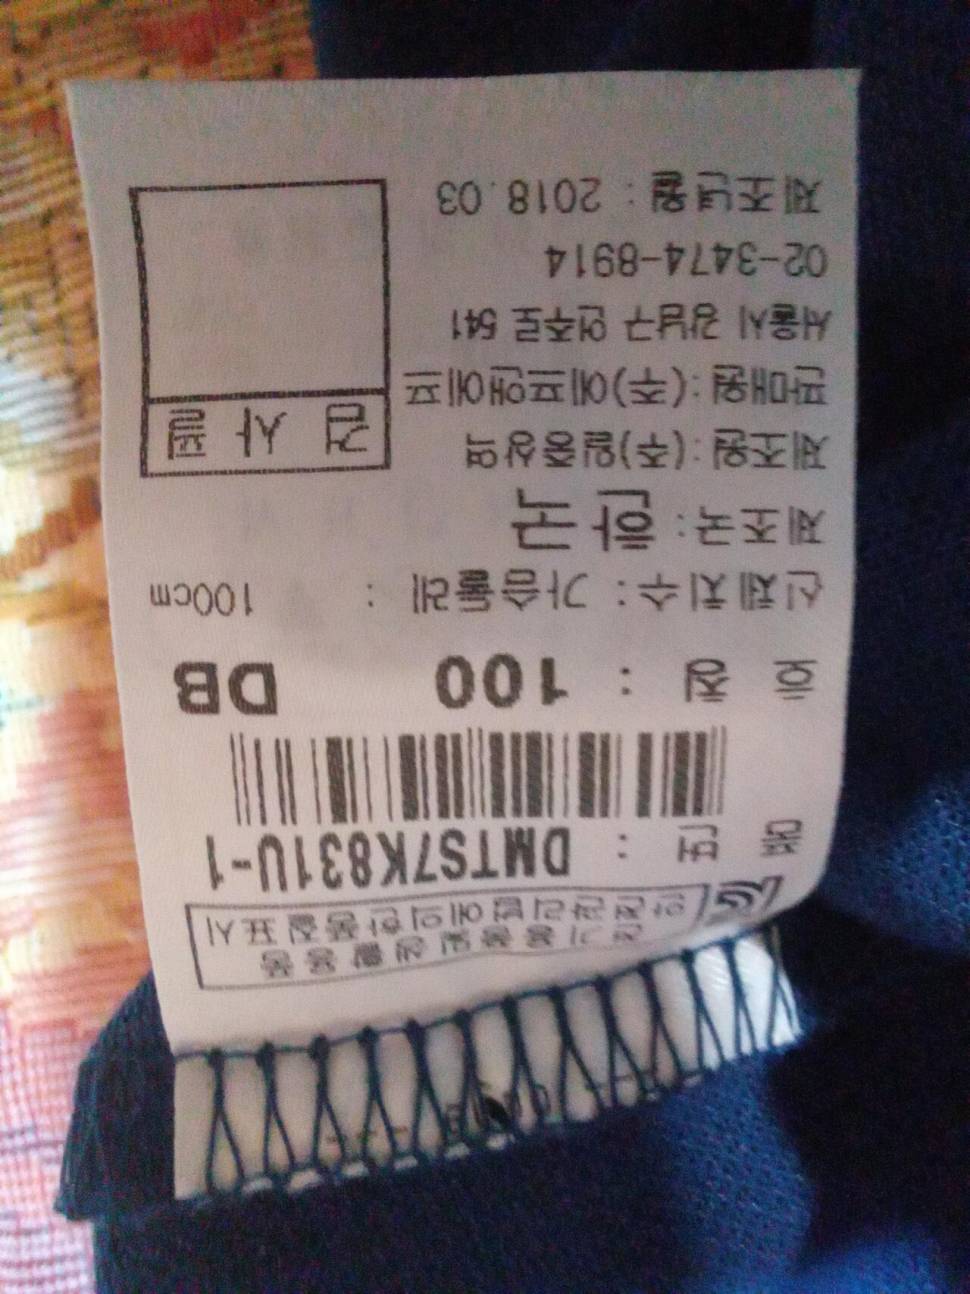 품 번 : DMTS7K831U-1
호 칭 : 100 DB
신체치수 : 가슴둘레 : 100cm
제조국 : 한국
제조원 : (주)일중상역
판매원 : (주)에프앤에프
서울시 강남구 언주로 541
02-3474-8914
제조년월 : 2018.03
검 사 필